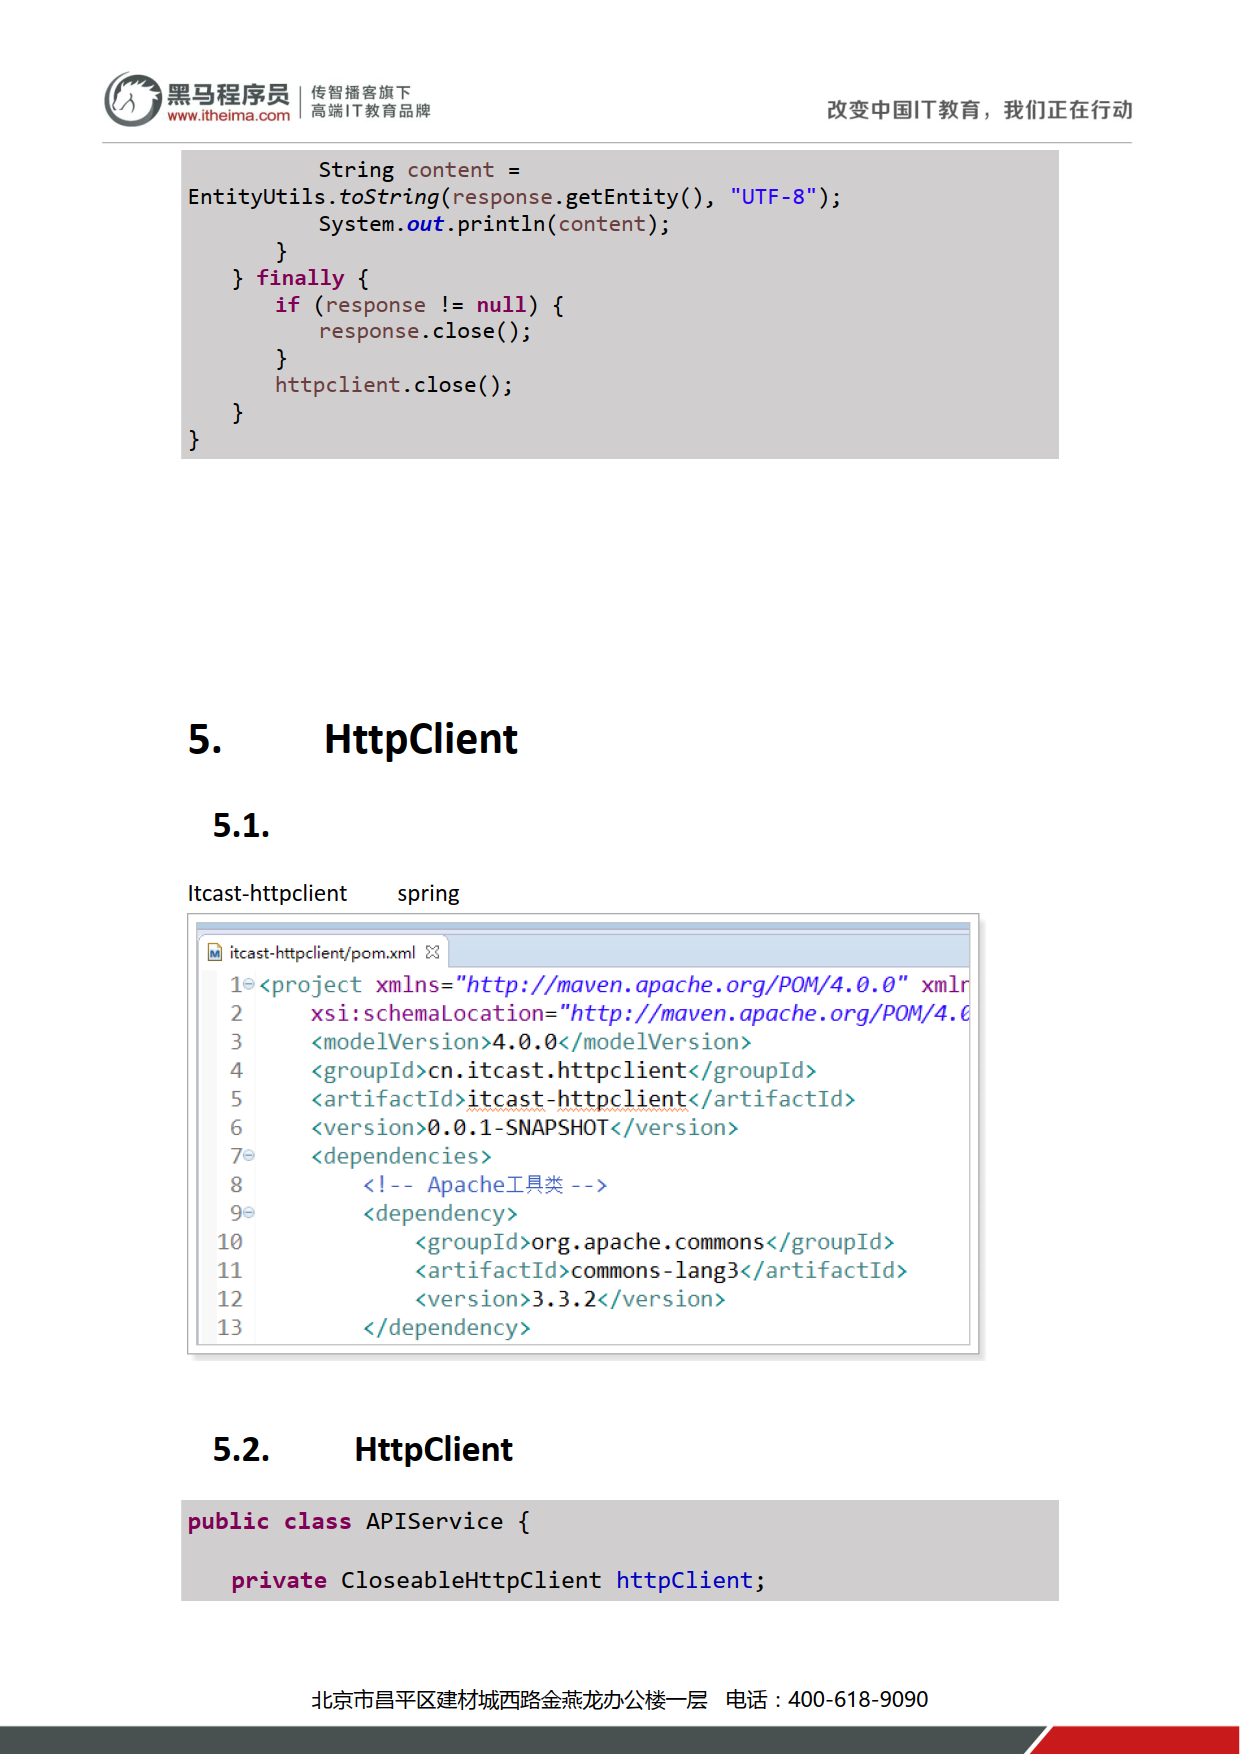 黑马程序员
www.itheima.com
传智播客旗下
高端IT教育品牌
改变中国IT教育，我们正在行动
String content =
EntityUtils.toString(response.getEntity(), "UTF-8");
System.out.println(content);
}
} finally {
if (response != null) {
response.close();
}
httpclient.close();
}
}
5. HttpClient
5.1.
Itcast-httpclient spring
itcast-httpclient/pom.xml
1 <project xmlns="http://maven.apache.org/POM/4.0.0" xmln
2 xsi:schemaLocation="http://maven.apache.org/POM/4.0
3 <modelVersion>4.0.0</modelVersion>
4 <groupId>cn.itcast.httpclient</groupId>
5 <artifactId>itcast-httpclient</artifactId>
6 <version>0.0.1-SNAPSHOT</version>
7 <dependencies>
8 <!-- Apache工具类 -->
9 <dependency>
10 <groupId>org.apache.commons</groupId>
11 <artifactId>commons-lang3</artifactId>
12 <version>3.3.2</version>
13 </dependency>
5.2. HttpClient
public class APIService {
private CloseableHttpClient httpClient;
北京市昌平区建材城西路金燕龙办公楼一层 电话：400-618-9090